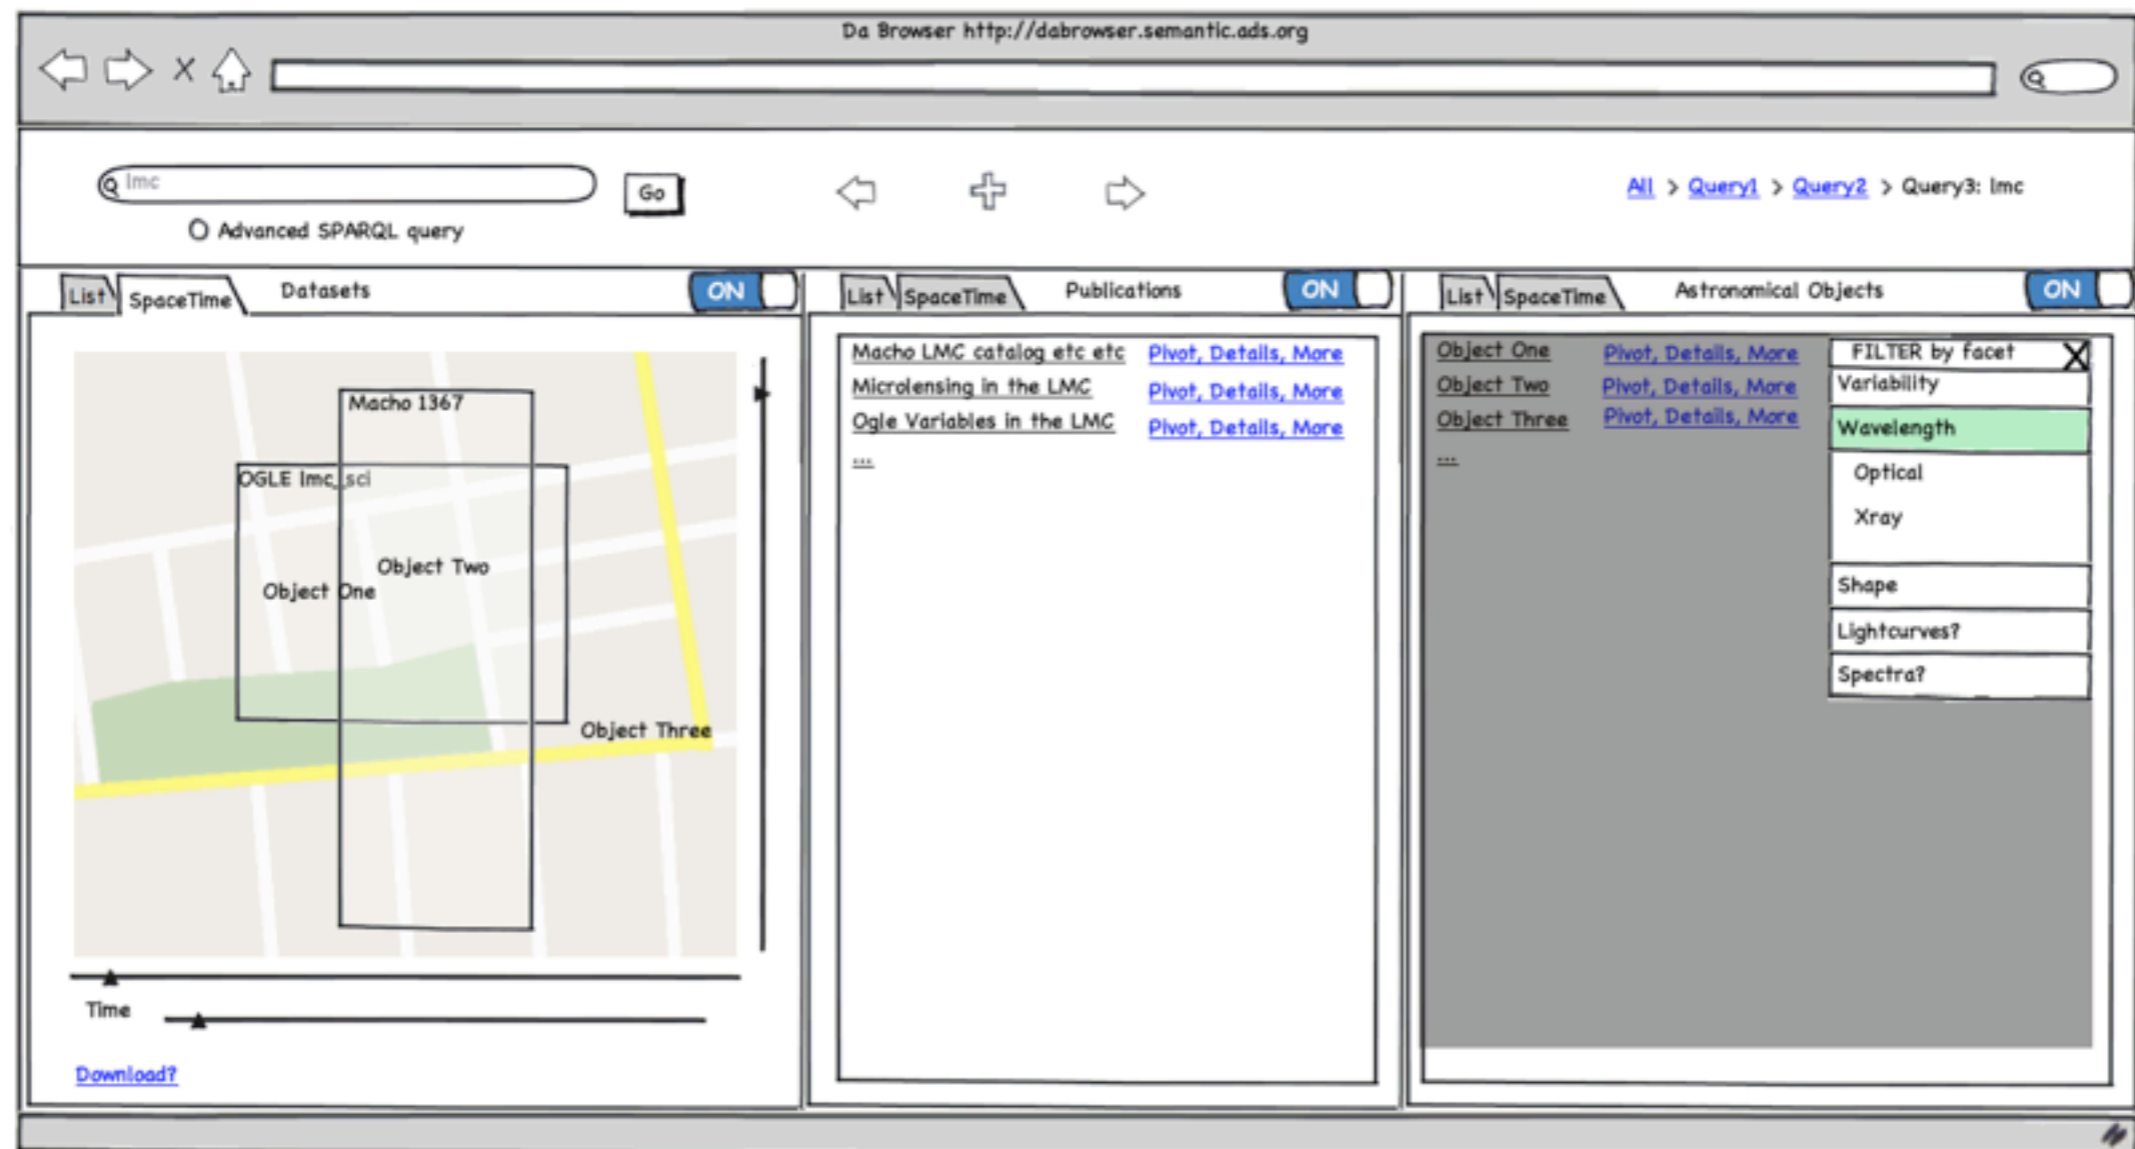 Da Browser http://dabrowser.semantic.ads.org
X
lmc
Go
All > Query1 > Query2 > Query3: lmc
Advanced SPARQL query
List
SpaceTime
Datasets
ON
Macho 1367
OGLE lmc_sci
Object Two
Object One
Object Three
Time
Download?
List
SpaceTime
Publications
ON
Macho LMC catalog etc etc Pivot, Details, More
Microlensing in the LMC Pivot, Details, More
Ogle Variables in the LMC Pivot, Details, More
...
List
SpaceTime
Astronomical Objects
ON
Object One Pivot, Details, More
Object Two Pivot, Details, More
Object Three Pivot, Details, More
...
FILTER by facet X
Variability
Wavelength
Optical
Xray
Shape
Lightcurves?
Spectra?